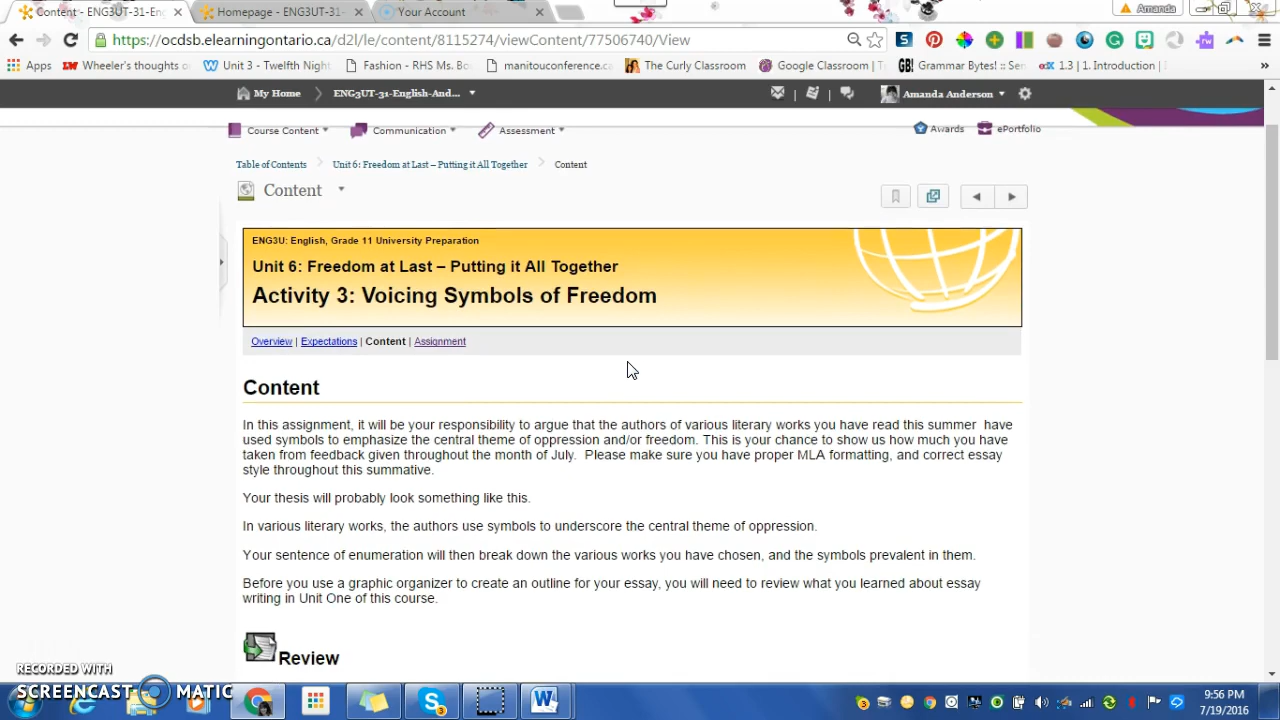 Content - ENG3UT-31-En
Homepage - ENG3UT-31 -
Your Account
Amanda
https://ocdsb.elearningontario.ca/d2l/le/content/8115274/viewContent/77506740/View
Apps
Wheeler's thoughts
Unit 3 - Twelfth Night
Fashion - RHS Ms. Bo
manitouconference.
The Curly Classroom
Google Classroom | T
GB!
Grammar Bytes! :: Sen
edX
1.3 | 1. Introduction |
»
My Home
ENG3UT-31-English-And...
Amanda Anderson
Course Content
Communication
Assessment
Awards
ePortfolio
Table of Contents
Unit 6: Freedom at Last – Putting it All Together
Content
Content
ENG3U: English, Grade 11 University Preparation
Unit 6: Freedom at Last – Putting it All Together
Activity 3: Voicing Symbols of Freedom
Overview | Expectations | Content | Assignment
Content
In this assignment, it will be your responsibility to argue that the authors of various literary works you have read this summer have
used symbols to emphasize the central theme of oppression and/or freedom. This is your chance to show us how much you have
taken from feedback given throughout the month of July. Please make sure you have proper MLA formatting, and correct essay
style throughout this summative.
Your thesis will probably look something like this.
In various literary works, the authors use symbols to underscore the central theme of oppression.
Your sentence of enumeration will then break down the various works you have chosen, and the symbols prevalent in them.
Before you use a graphic organizer to create an outline for your essay, you will need to review what you learned about essay
writing in Unit One of this course.
Review
RECORDED WITH
SCREENCAST MATIC
9:56 PM
7/19/2016